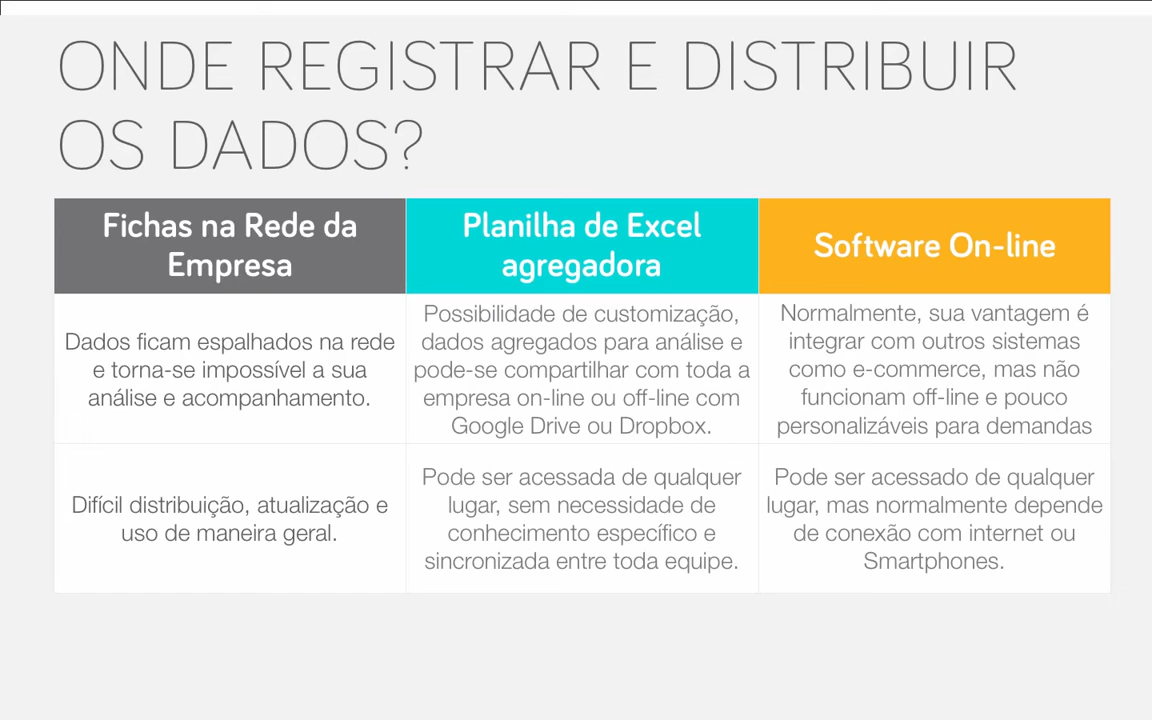 ONDE REGISTRAR E DISTRIBUIR
OS DADOS?
Fichas na Rede da
Empresa
Planilha de Excel
agregadora
Software On-line
Dados ficam espalhados na rede
e torna-se impossível a sua
análise e acompanhamento.
Possibilidade de customização,
dados agregados para análise e
pode-se compartilhar com toda a
empresa on-line ou off-line com
Google Drive ou Dropbox.
Normalmente, sua vantagem é
integrar com outros sistemas
como e-commerce, mas não
funcionam off-line e pouco
personalizáveis para demandas
Difícil distribuição, atualização e
uso de maneira geral.
Pode ser acessada de qualquer
lugar, sem necessidade de
conhecimento específico e
sincronizada entre toda equipe.
Pode ser acessado de qualquer
lugar, mas normalmente depende
de conexão com internet ou
Smartphones.